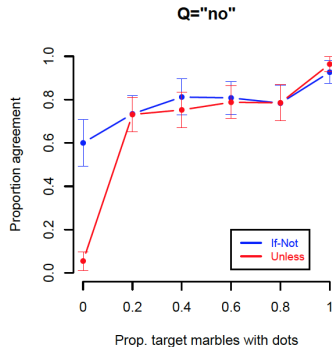 Q="no"
Proportion agreement
1.0
0.8
0.6
0.4
0.2
0.0
If-Not
Unless
0 0.2 0.4 0.6 0.8 1
Prop. target marbles with dots